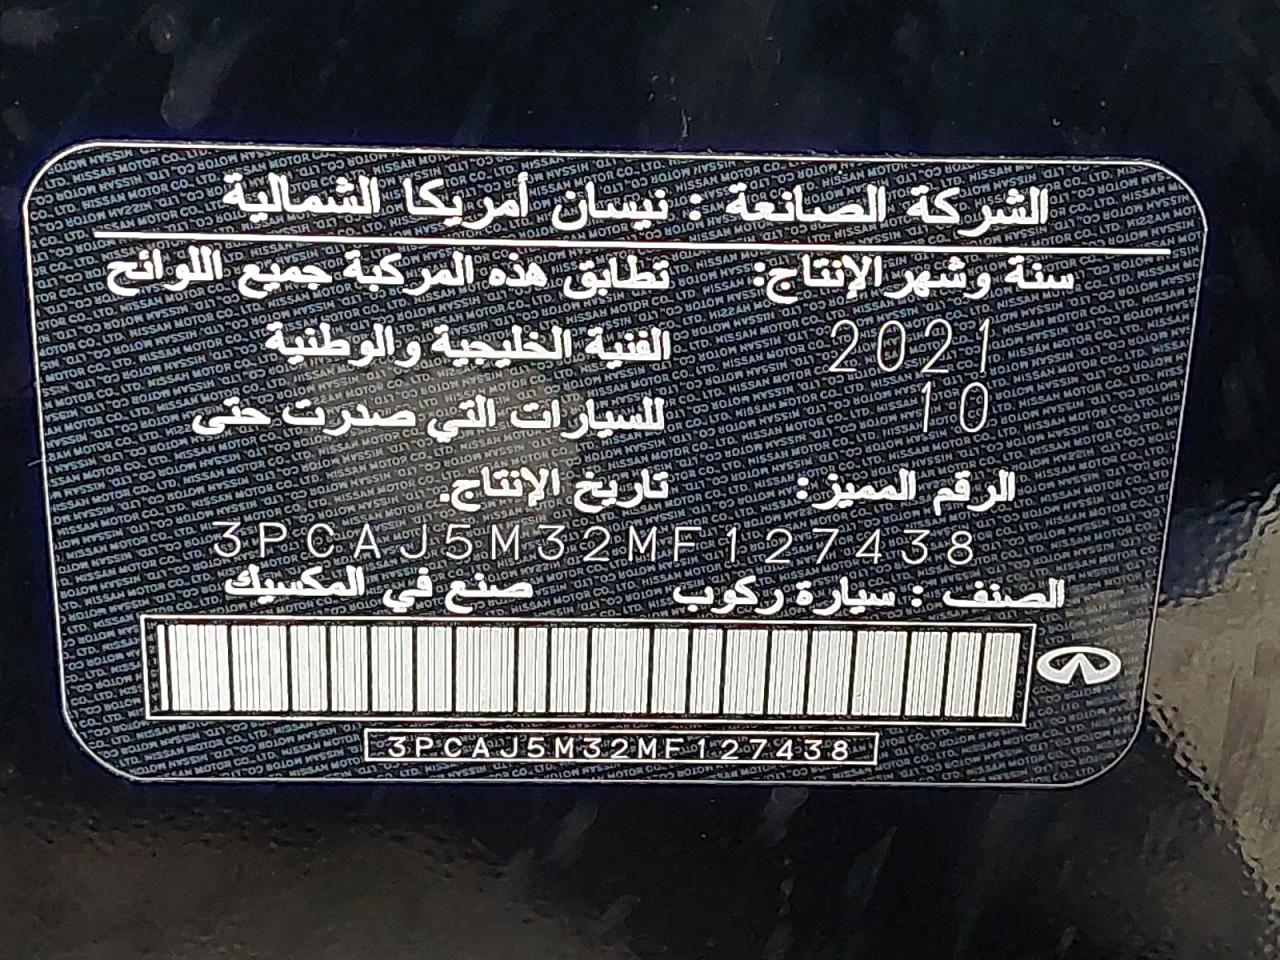 الشركة الصانعة : نيسان أمريكا الشمالية
سنة وشهر الإنتاج: تطابق هذه المركبة جميع اللوائح
2021 الفنية الخليجية والوطنية
10 للسيارات التي صدرت حتى
الرقم المميز: تاريخ الإنتاج.
3PCAJ5M32MF127438
الصنف : سيارة ركوب صنع في المكسيك
3PCAJ5M32MF127438